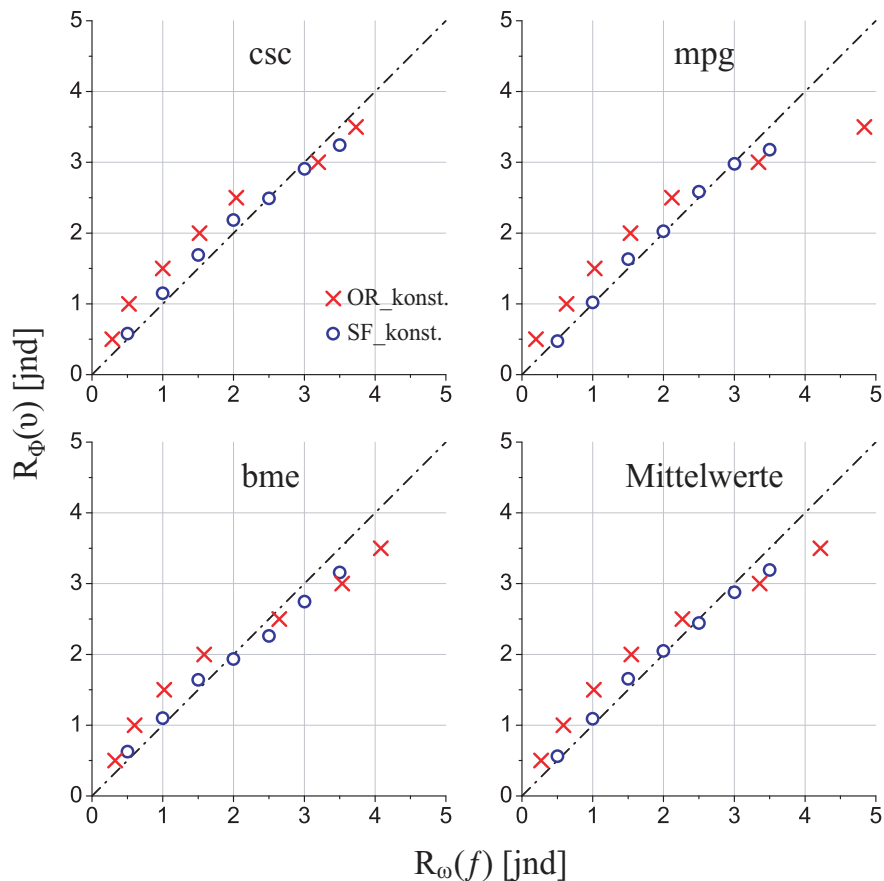 R_Φ(υ) [jnd]
5
4
3
2
1
0
csc
× OR_konst.
○ SF_konst.
0 1 2 3 4 5
5
4
3
2
1
0
mpg
0 1 2 3 4 5
5
4
3
2
1
0
bme
0 1 2 3 4 5
5
4
3
2
1
0
Mittelwerte
0 1 2 3 4 5
R_ω(f) [jnd]